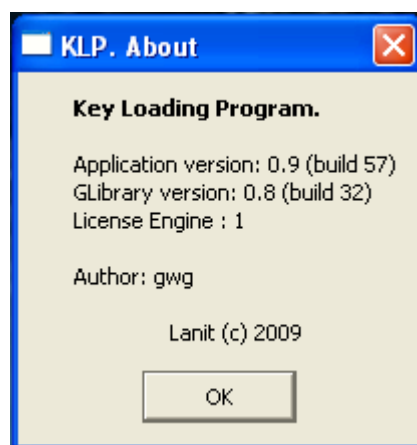 KLP. About
Key Loading Program.
Application version: 0.9 (build 57)
GLibrary version: 0.8 (build 32)
License Engine : 1
Author: gwg
Lanit (c) 2009
OK